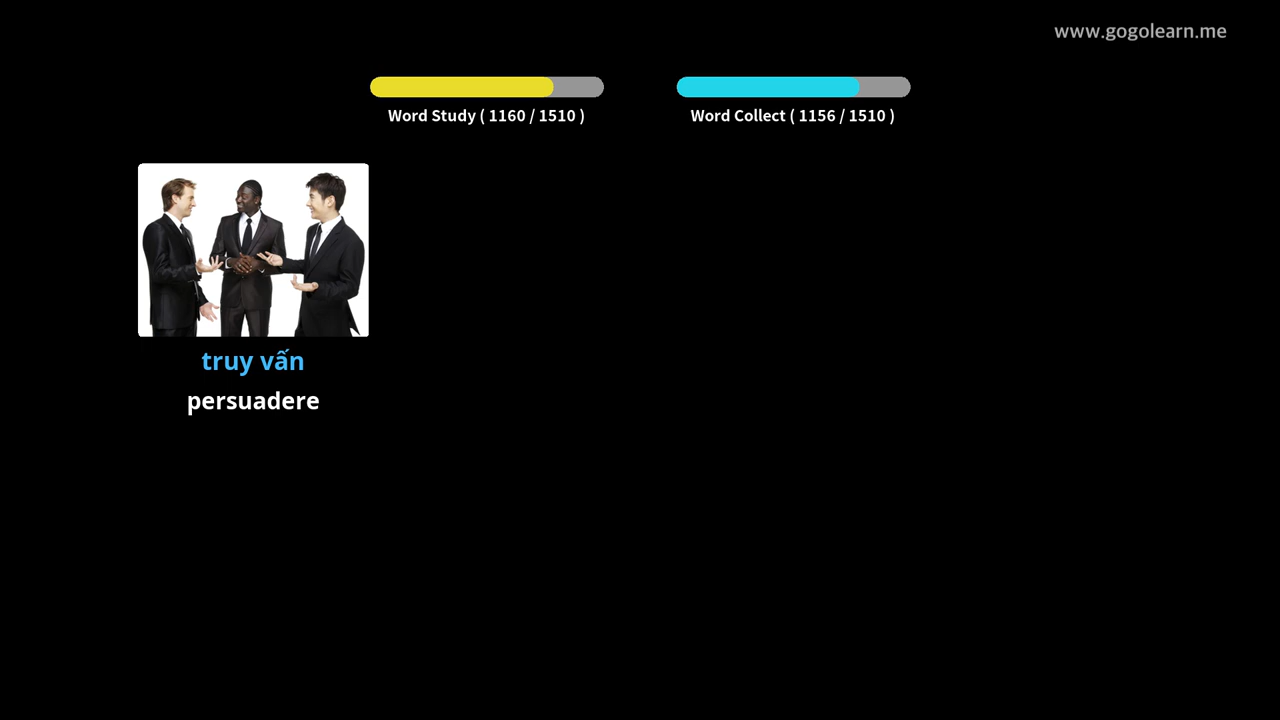 www.gogolearn.me
Word Study ( 1160 / 1510 )
Word Collect ( 1156 / 1510 )
truy vấn
persuadere